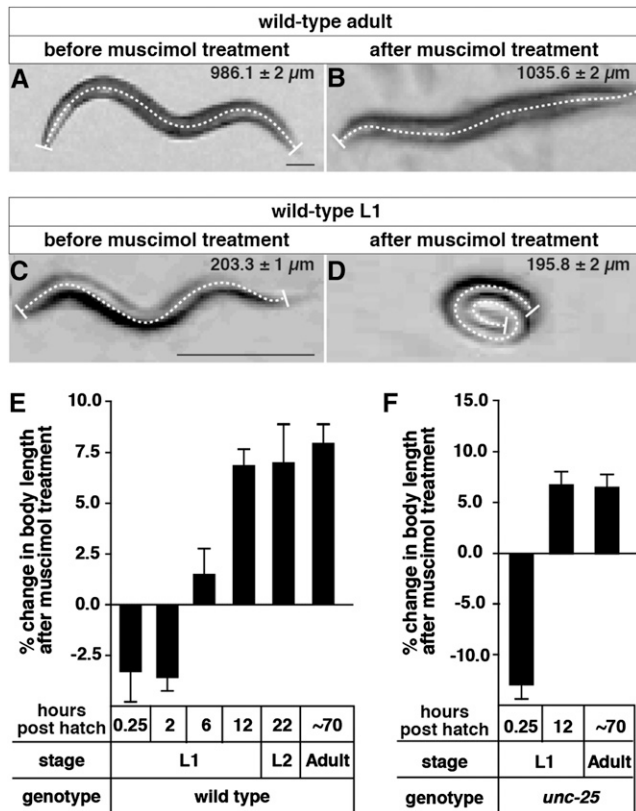 wild-type adult
before muscimol treatment after muscimol treatment
A 986.1 ± 2 µm B 1035.6 ± 2 µm
wild-type L1
before muscimol treatment after muscimol treatment
C 203.3 ± 1 µm D 195.8 ± 2 µm
E
% change in body length
after muscimol treatment
10.0
7.5
5.0
2.5
0.0
-2.5
hours
post hatch 0.25 2 6 12 22 ~70
stage L1 L2 Adult
genotype wild type
F
% change in body length
after muscimol treatment
15.0
10.0
5.0
0.0
-5.0
-10.0
hours
post hatch 0.25 12 ~70
stage L1 Adult
genotype unc-25